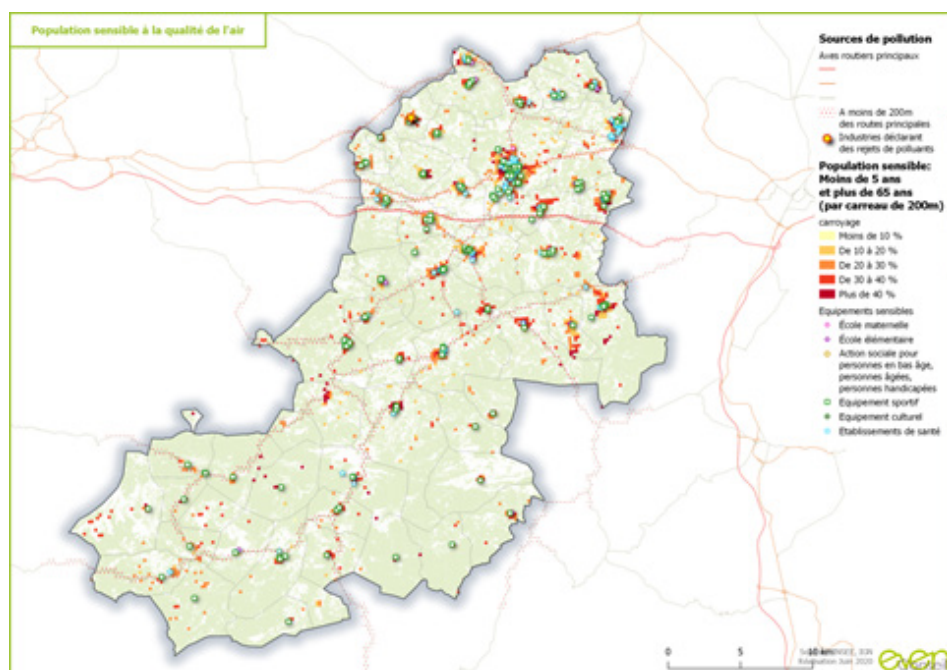 Population sensible à la qualité de l'air
Sources de pollution
Axes routiers principaux
A moins de 200m
des routes principales
Industries déclarant
des rejets de polluants
Population sensible:
Moins de 5 ans
et plus de 65 ans
(par carreau de 200m)
carroyage
Moins de 10 %
De 10 à 20 %
De 20 à 30 %
De 30 à 40 %
Plus de 40 %
Equipements sensibles
École maternelle
École élémentaire
Action sociale pour
personnes en bas âge,
personnes âgées,
personnes handicapées
Equipement sportif
Equipement culturel
Etablissements de santé
0 5 10 km
Réalisation Juin 2020
even